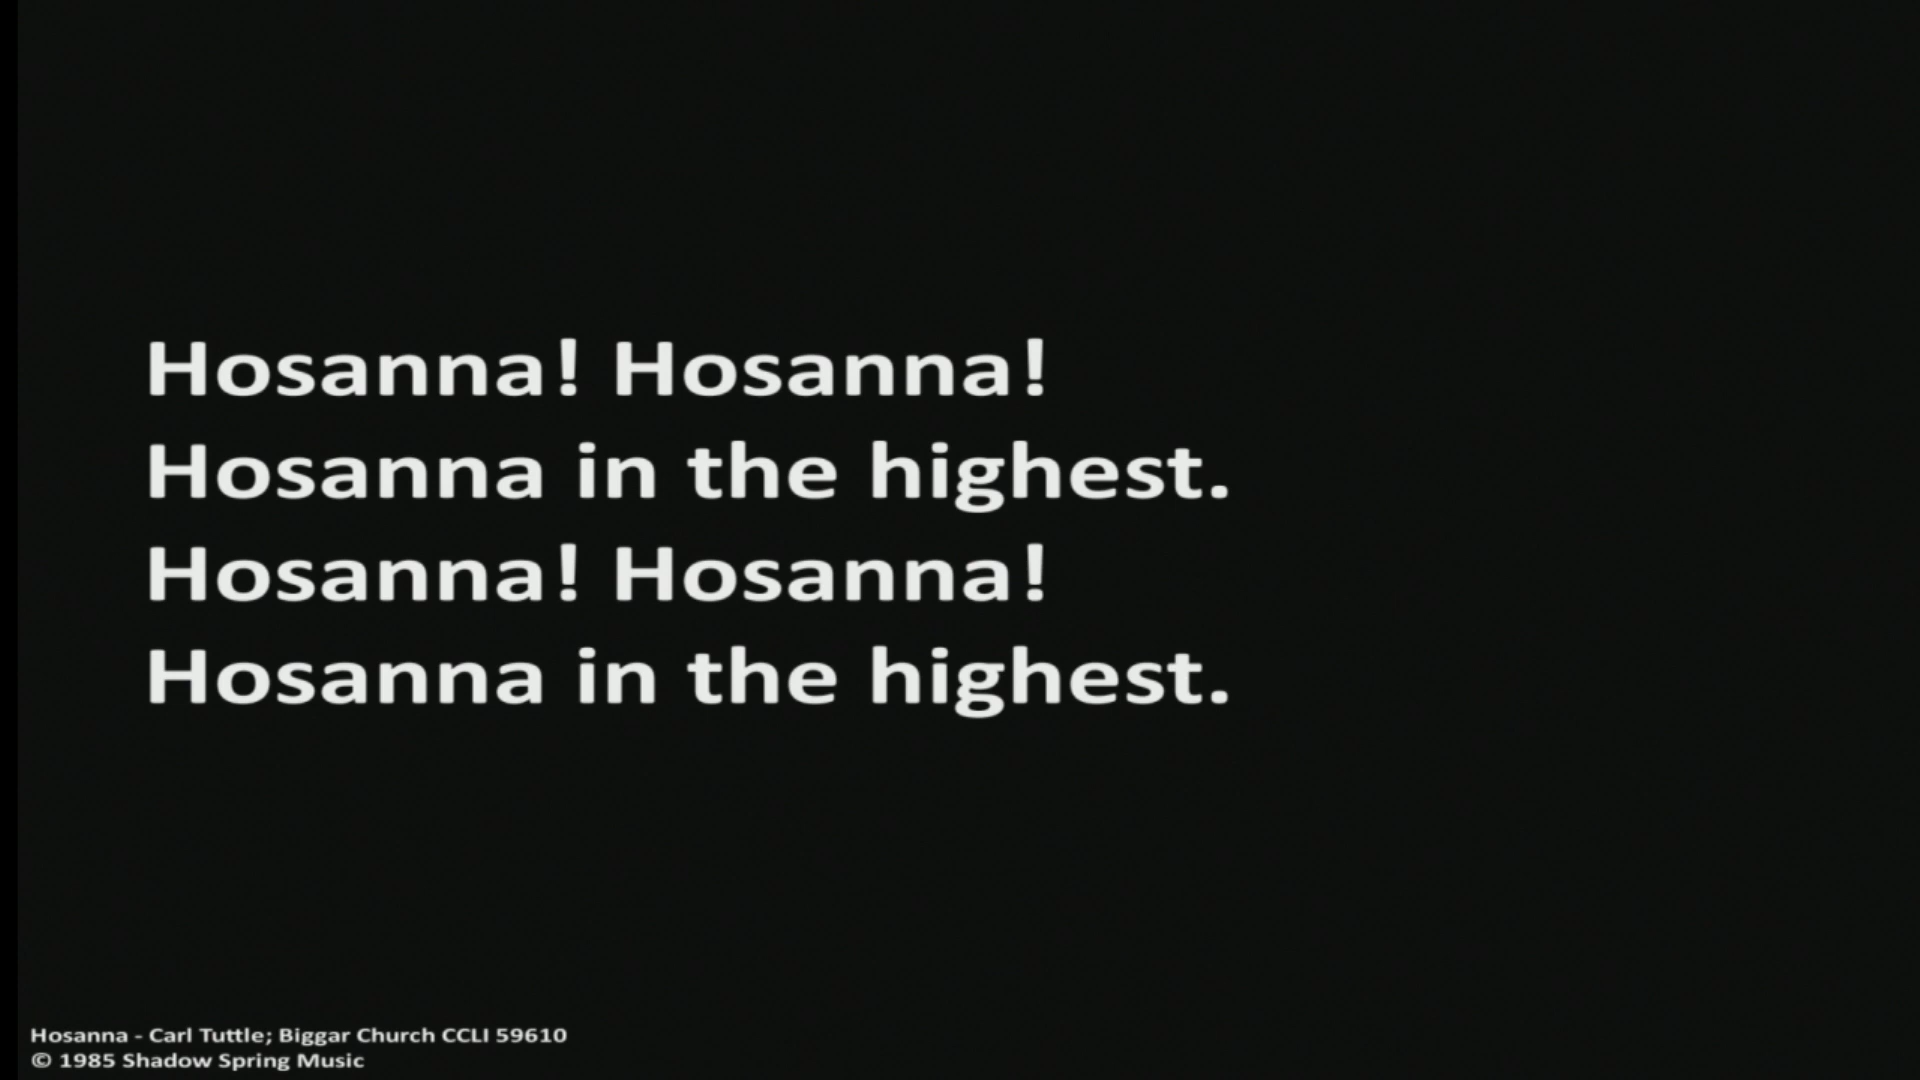 Hosanna! Hosanna!
Hosanna in the highest.
Hosanna! Hosanna!
Hosanna in the highest.
Hosanna - Carl Tuttle; Biggar Church CCLI 59610
© 1985 Shadow Spring Music